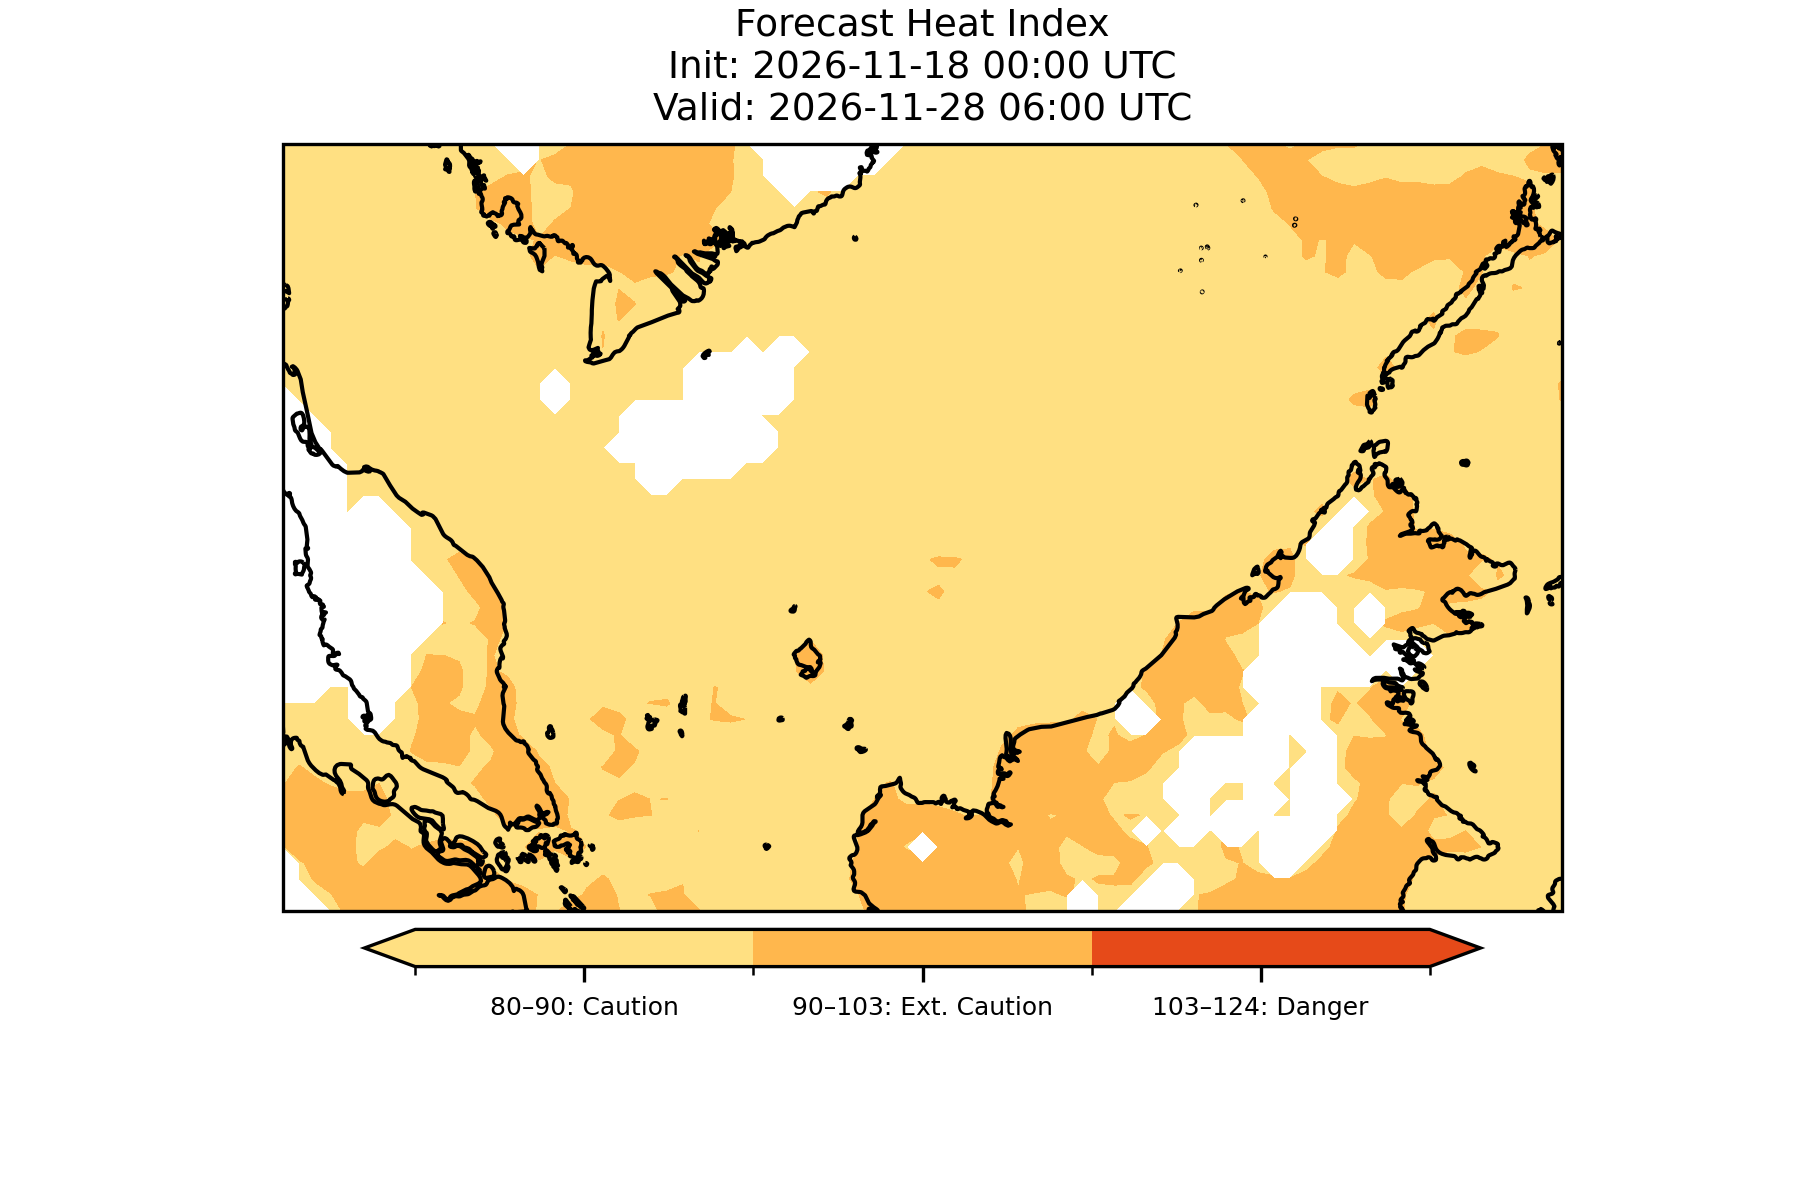 Forecast Heat Index
Init: 2026-11-18 00:00 UTC
Valid: 2026-11-28 06:00 UTC
80–90: Caution
90–103: Ext. Caution
103–124: Danger